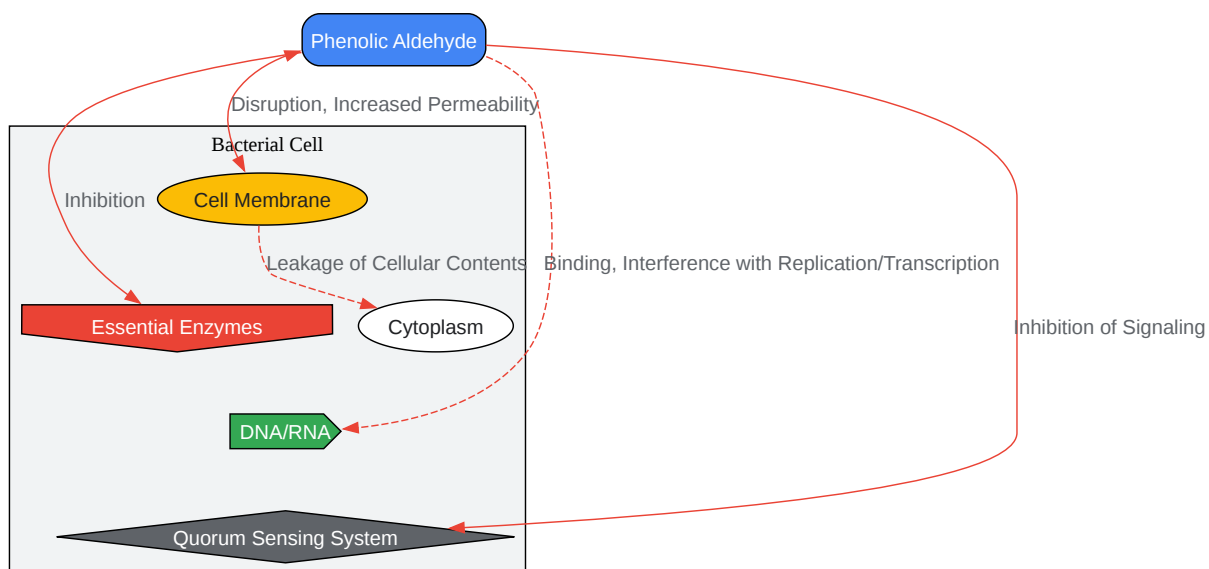 Phenolic Aldehyde
Disruption, Increased Permeability
Bacterial Cell
Inhibition
Cell Membrane
Leakage of Cellular Contents
Binding, Interference with Replication/Transcription
Essential Enzymes
Cytoplasm
Inhibition of Signaling
DNA/RNA
Quorum Sensing System